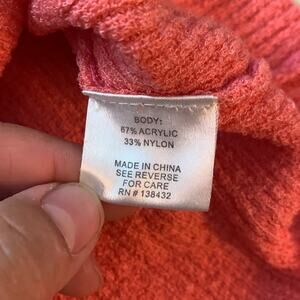 BODY:
67% ACRYLIC
33% NYLON
MADE IN CHINA
SEE REVERSE
FOR CARE
RN # 138432